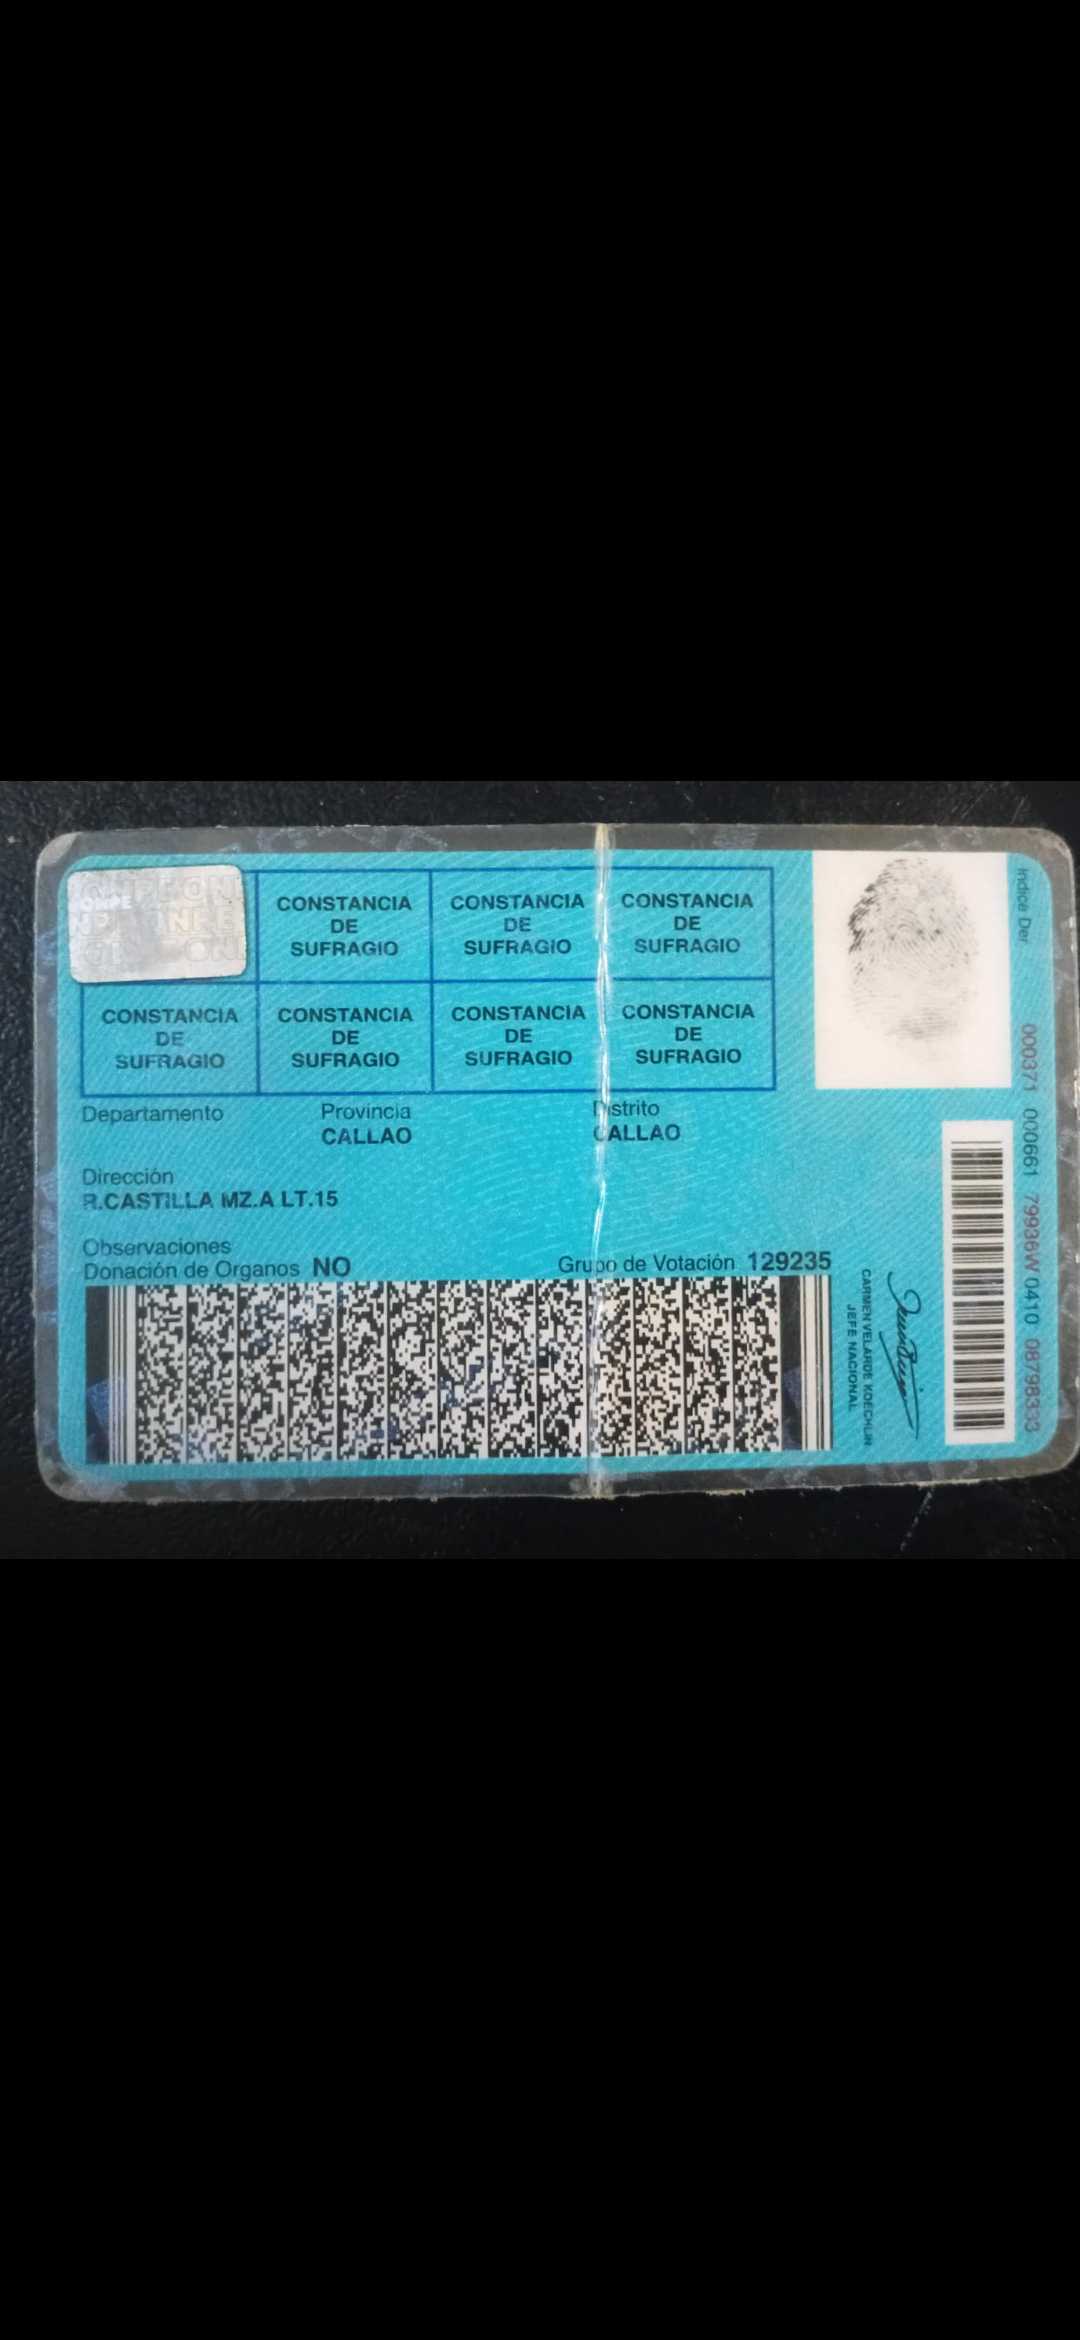 ONPE
CONSTANCIA DE SUFRAGIO
CONSTANCIA DE SUFRAGIO
CONSTANCIA DE SUFRAGIO
CONSTANCIA DE SUFRAGIO
CONSTANCIA DE SUFRAGIO
CONSTANCIA DE SUFRAGIO
CONSTANCIA DE SUFRAGIO
Departamento Provincia Distrito
CALLAO CALLAO
Dirección
R.CASTILLA MZ.A LT.15
Observaciones
Donación de Organos NO Grupo de Votación 129235
CARMEN VELARDE KOECHLIN
JEFE NACIONAL
Indice Der.
000371 000661 79936W 0410 08798333